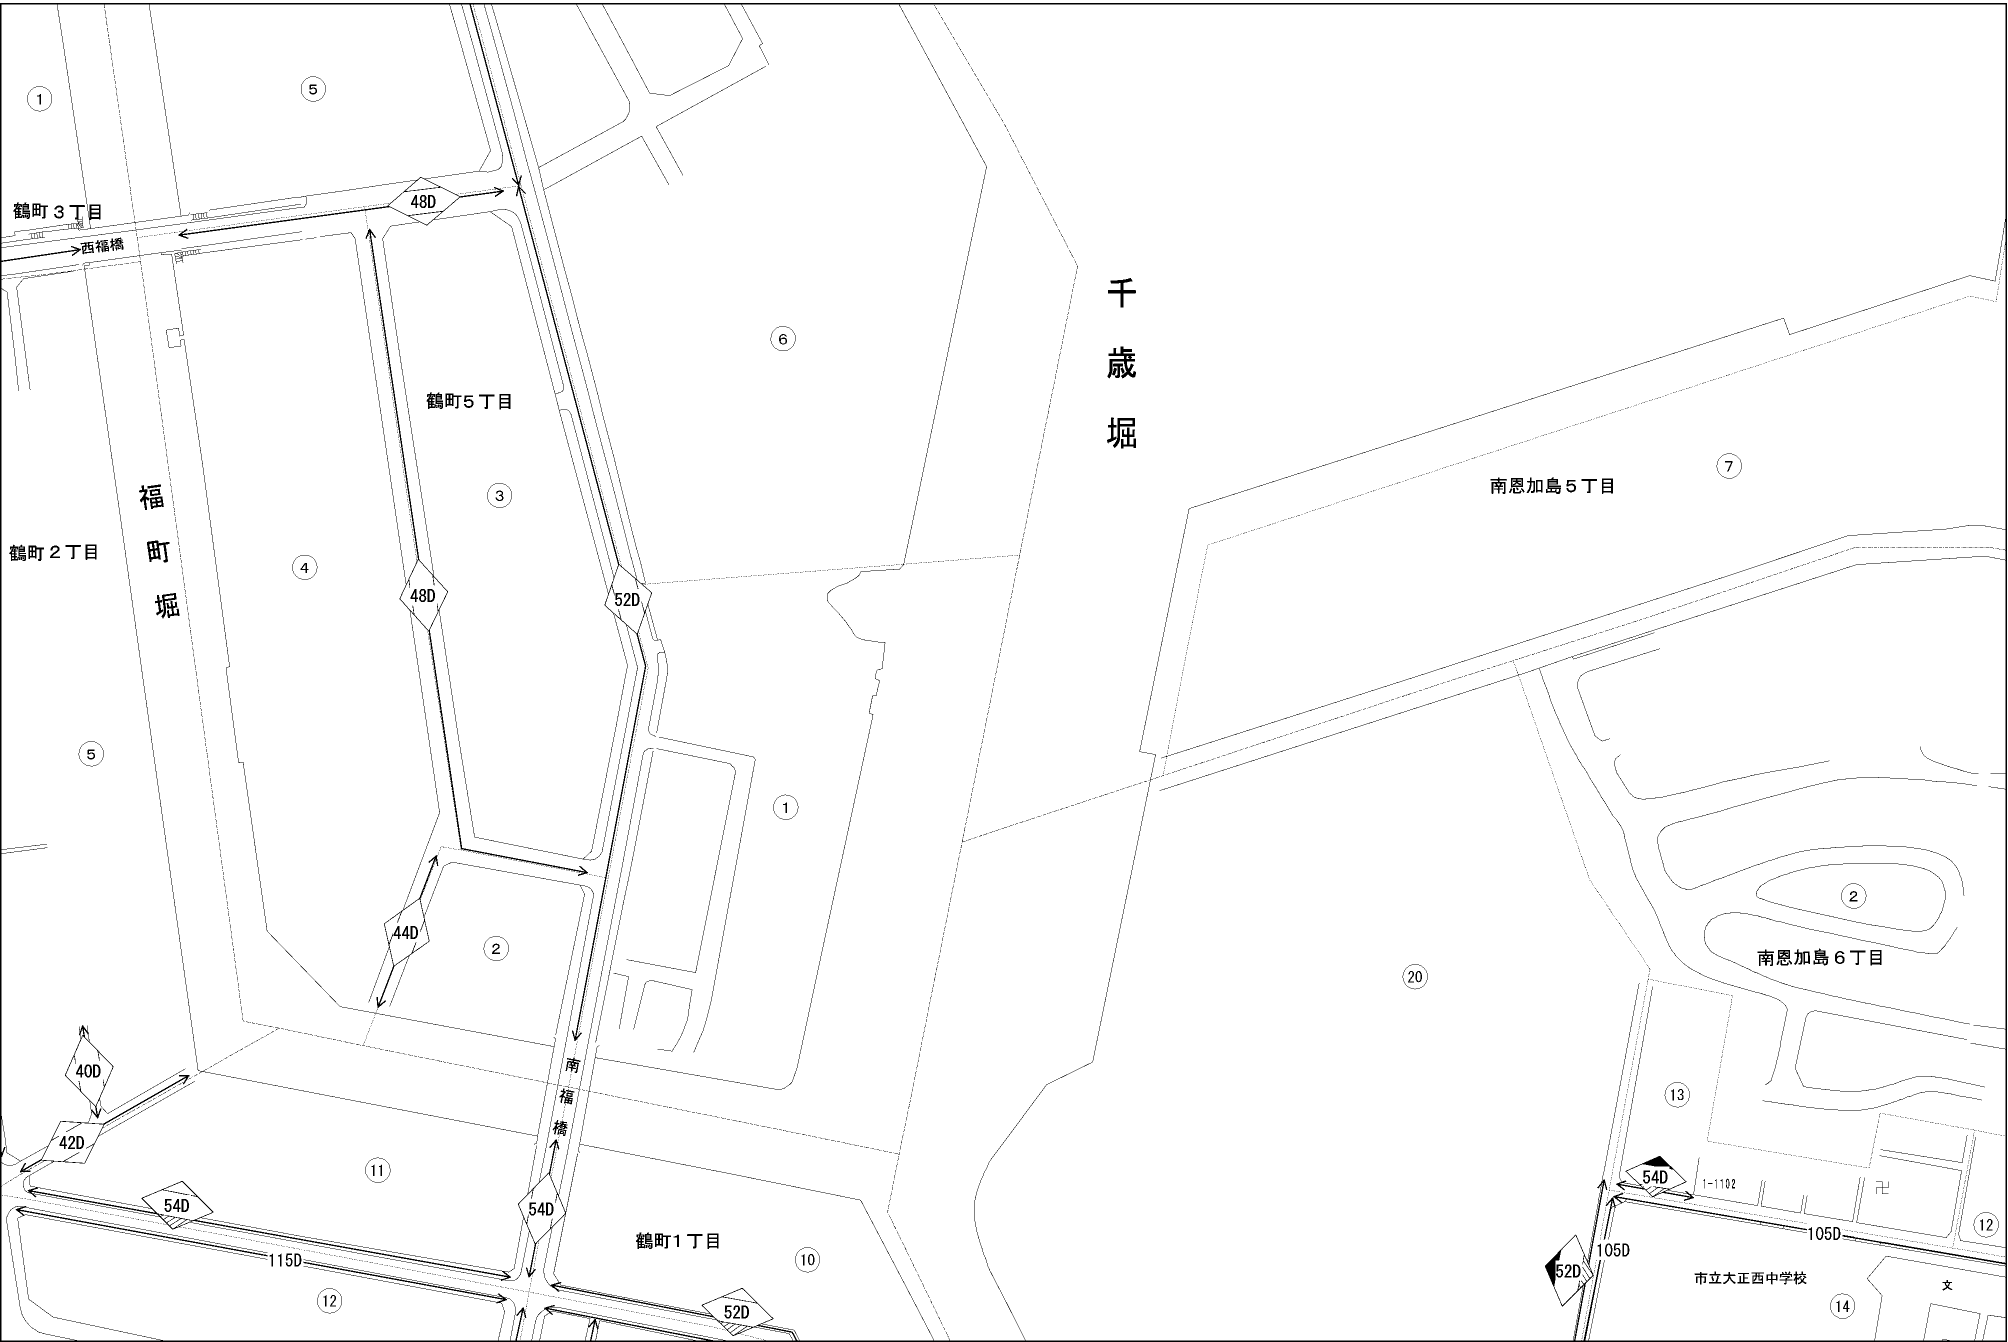 1
5
鶴町３丁目
西福橋
48D
6
千歳堀
鶴町５丁目
3
7
南恩加島５丁目
福町堀
鶴町２丁目
4
48D
52D
5
1
2
南恩加島６丁目
44D
2
20
40D
南福橋
13
42D
11
54D
54D
54D
1-1102
卍
12
鶴町１丁目
10
105D
105D
115D
52D
市立大正西中学校
文
12
52D
14